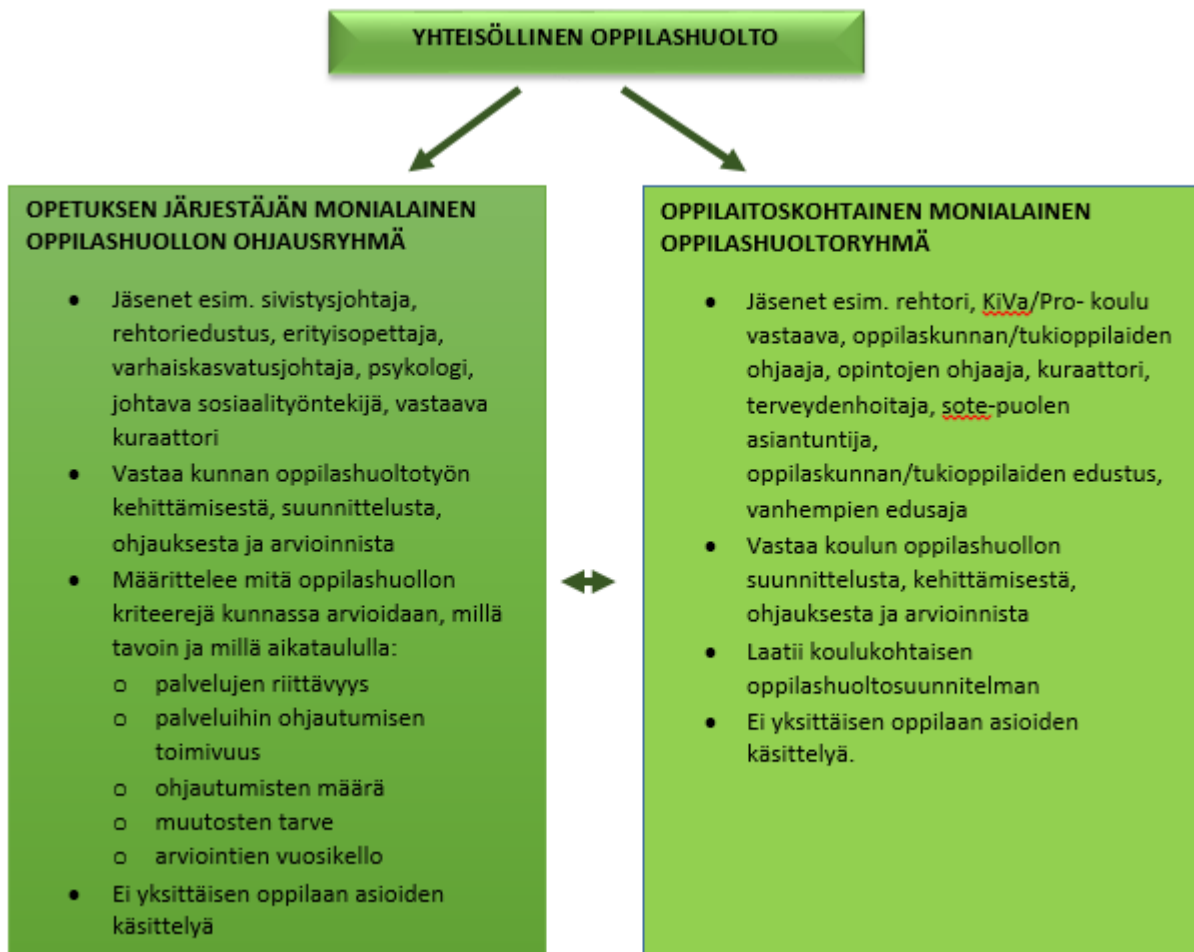 YHTEISÖLLINEN OPPILASHUOLTO
OPETUKSEN JÄRJESTÄJÄN MONIALAINEN
OPPILASHUOLLON OHJAUSRYHMÄ
• Jäsenet esim. sivistysjohtaja,
rehtoriedustus, erityisopettaja,
varhaiskasvatusjohtaja, psykologi,
johtava sosiaalityöntekijä, vastaava
kuraattori
• Vastaa kunnan oppilashuoltotyön
kehittämisestä, suunnittelusta,
ohjauksesta ja arvioinnista
• Määrittelee mitä oppilashuollon
kriteerejä kunnassa arvioidaan, millä
tavoin ja millä aikataululla:
o palvelujen riittävyys
o palveluihin ohjautumisen
toimivuus
o ohjautumisten määrä
o muutosten tarve
o arviointien vuosikello
• Ei yksittäisen oppilaan asioiden
käsittelyä
OPPILAITOSKOHTAINEN MONIALAINEN
OPPILASHUOLTORYHMÄ
• Jäsenet esim. rehtori, KiVa/Pro- koulu
vastaava, oppilaskunnan/tukioppilaiden
ohjaaja, opintojen ohjaaja, kuraattori,
terveydenhoitaja, sote-puolen
asiantuntija,
oppilaskunnan/tukioppilaiden edustus,
vanhempien edusaja
• Vastaa koulun oppilashuollon
suunnittelusta, kehittämisestä,
ohjauksesta ja arvioinnista
• Laatii koulukohtaisen
oppilashuoltosuunnitelman
• Ei yksittäisen oppilaan asioiden
käsittelyä.